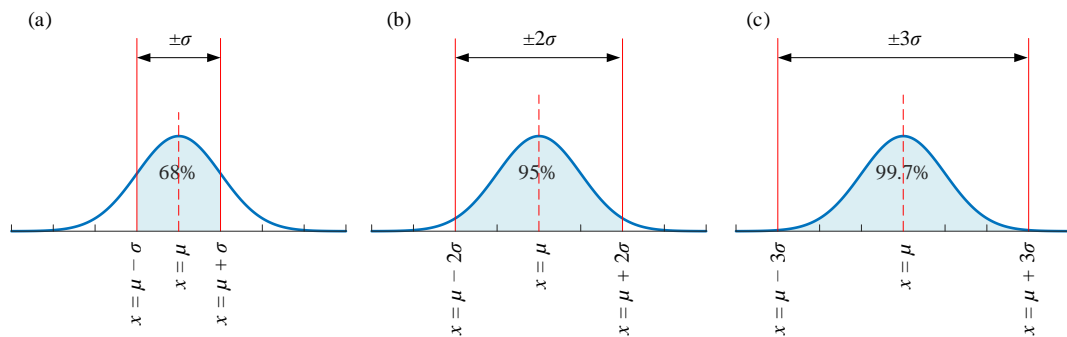 (a)
±σ
68%
x = μ − σ
x = μ
x = μ + σ
(b)
±2σ
95%
x = μ − 2σ
x = μ
x = μ + 2σ
(c)
±3σ
99.7%
x = μ − 3σ
x = μ
x = μ + 3σ